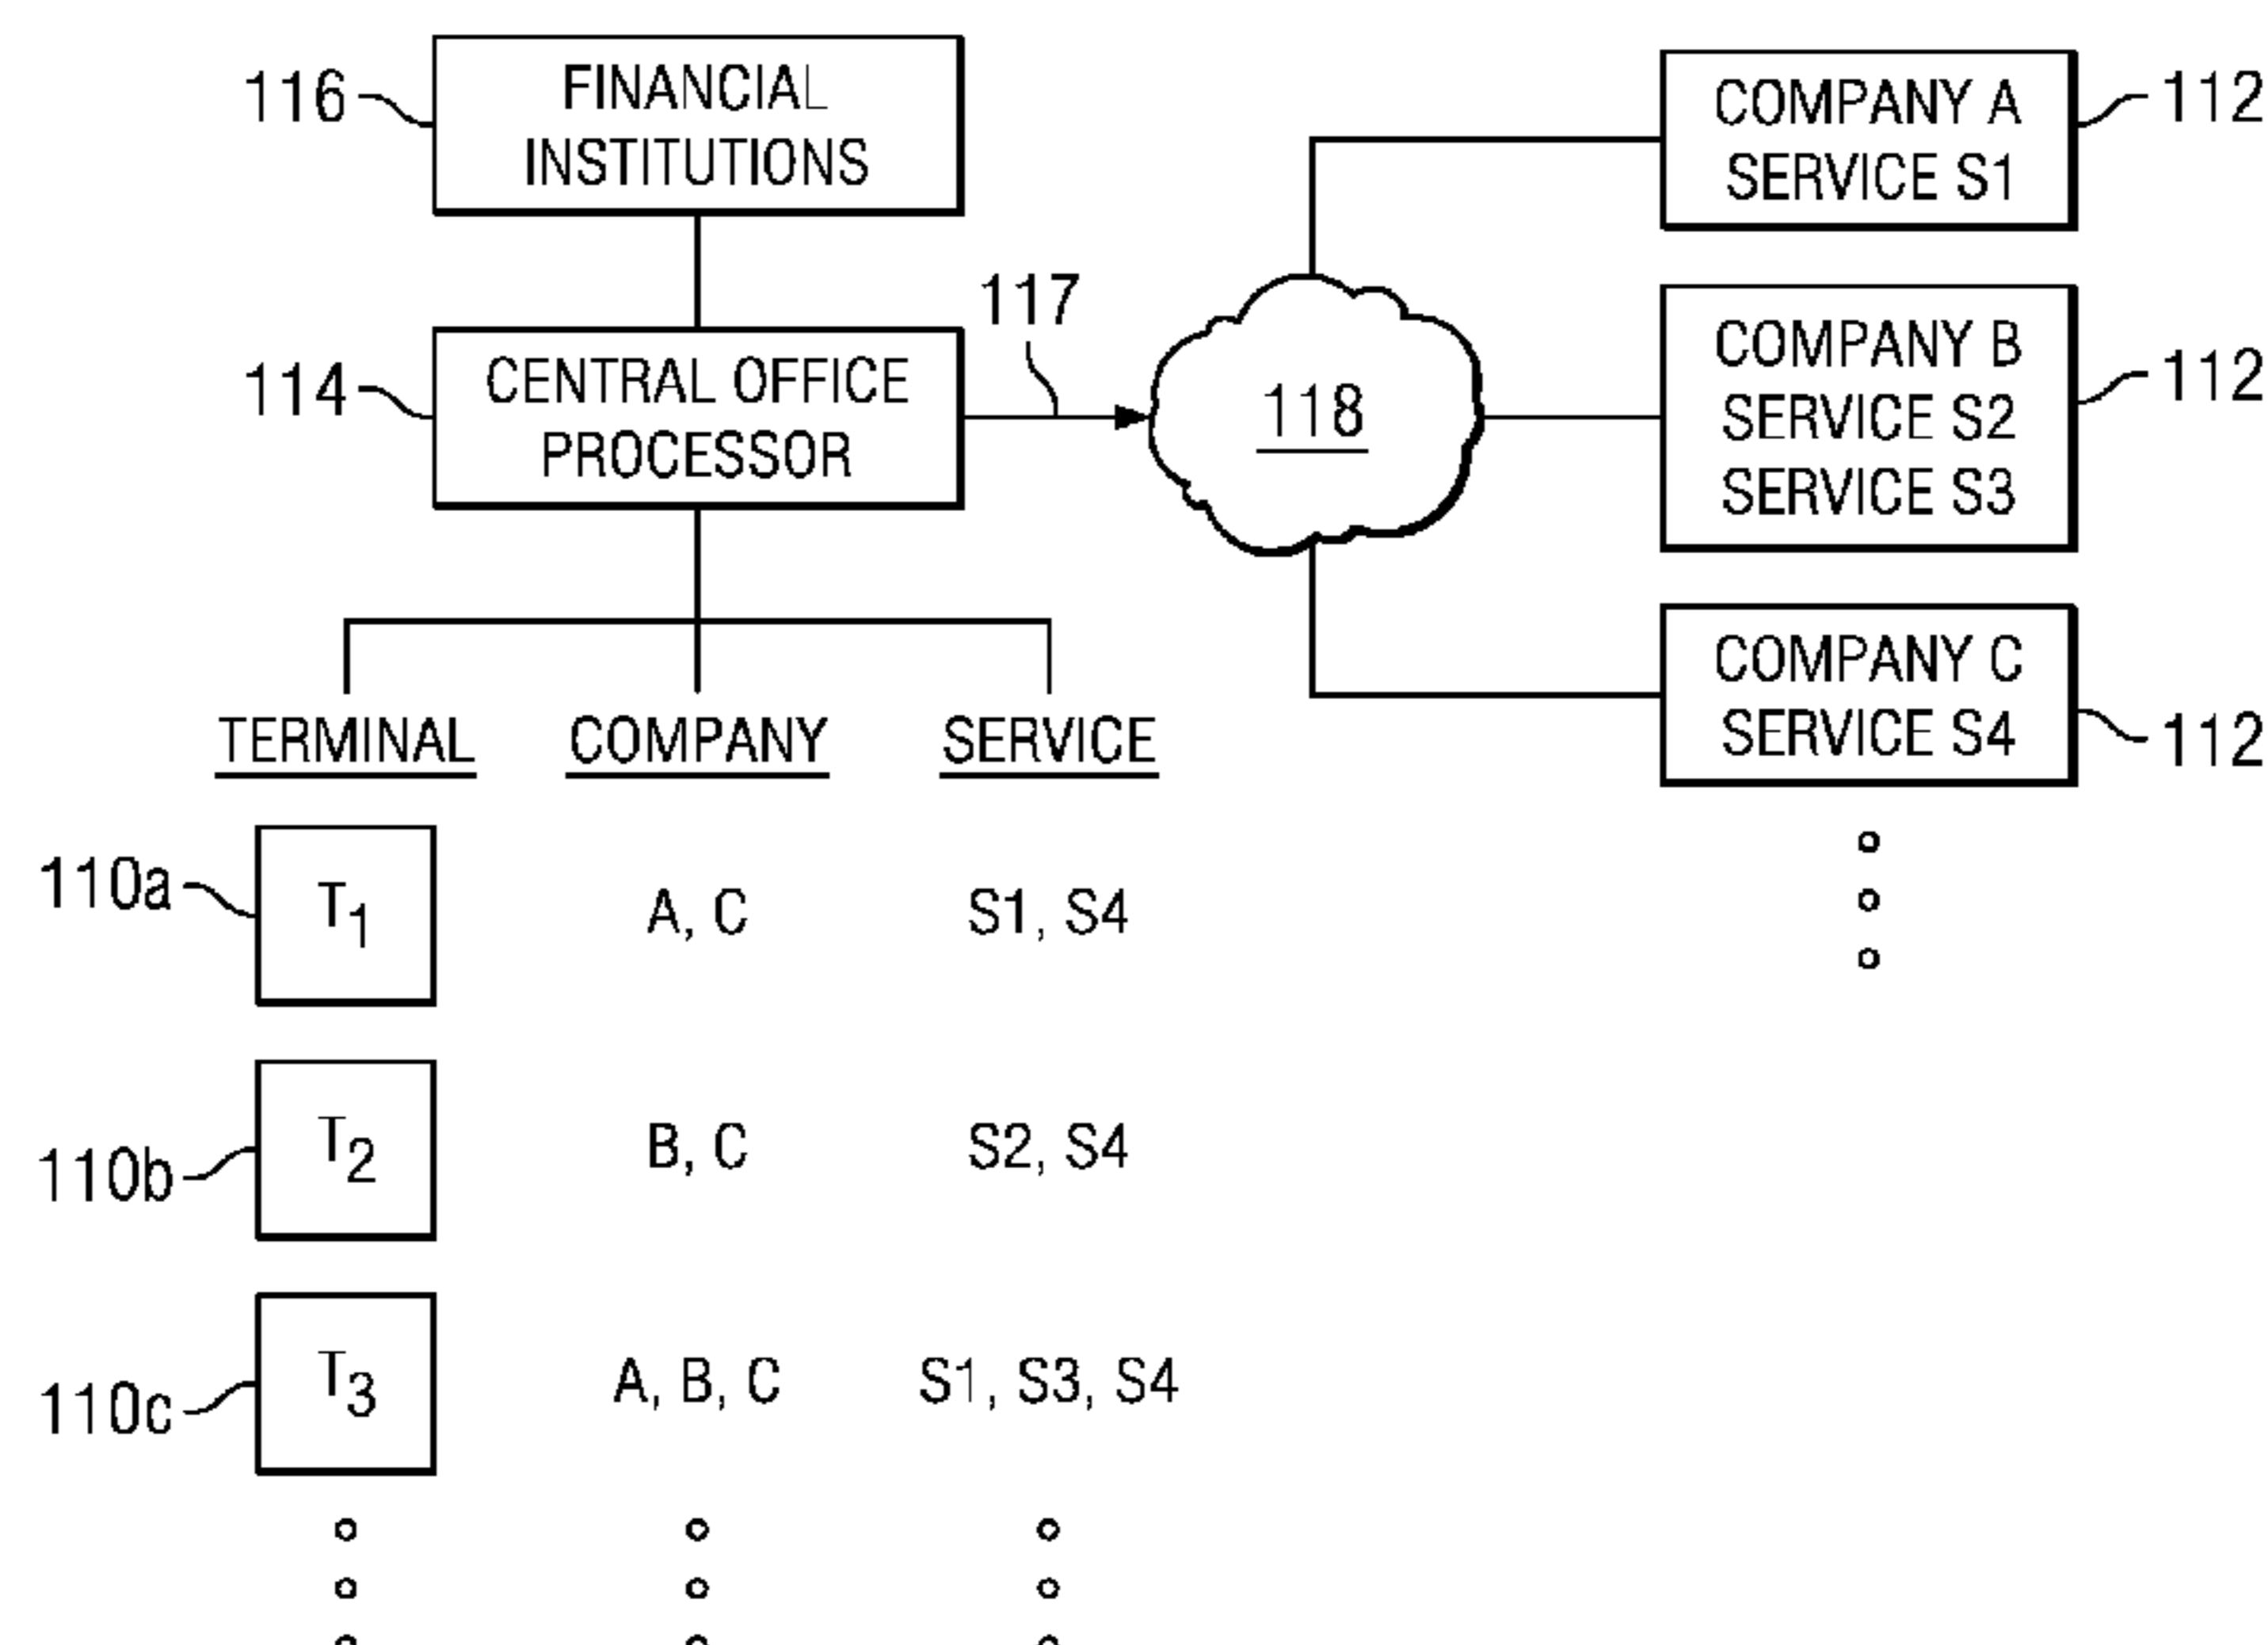 116
FINANCIAL
INSTITUTIONS
COMPANY A
SERVICE S1
112
117
114
CENTRAL OFFICE
PROCESSOR
118
COMPANY B
SERVICE S2
SERVICE S3
112
COMPANY C
SERVICE S4
112
TERMINAL COMPANY SERVICE
110a T1 A, C S1, S4
110b T2 B, C S2, S4
110c T3 A, B, C S1, S3, S4